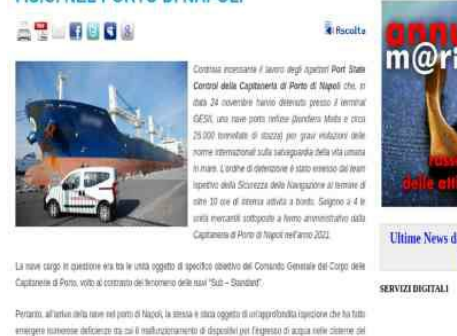 FISICI NEL PORTO DI NAPOLI
Ascolta
Continua incessante il lavoro degli ispettori Port State
Control della Capitaneria di Porto di Napoli che, in
data 24 novembre hanno detenuto presso il terminal
GESII, una nave porto rinfuse (bandiera Malta e circa
25.000 tonnellate di stazza) per gravi violazioni delle
norme internazionali sulla salvaguardia della vita umana
in mare. L'ordine di detenzione è stato emesso dal team
ispettivo della Sicurezza della Navigazione al termine di
oltre 10 ore di intensa attività a bordo. Salgono a 4 le
unità mercantili sottoposte a fermo amministrativo dalla
Capitaneria di Porto di Napoli nell'anno 2021.
La nave cargo in questione era tra le unità oggetto di specifico obiettivo del Comando Generale del Corpo delle
Capitanerie di Porto, volto al contrasto del fenomeno delle navi "Sub – Standard".
Pertanto, all'arrivo della nave nel porto di Napoli, la stessa è stata oggetto di un'approfondita ispezione che ha fatto
emergere numerose deficienze tra cui il malfunzionamento di dispositivi per l'ingresso di acqua nelle cisterne del
m@ri
delle atti
Ultime News d
SERVIZI DIGITALI